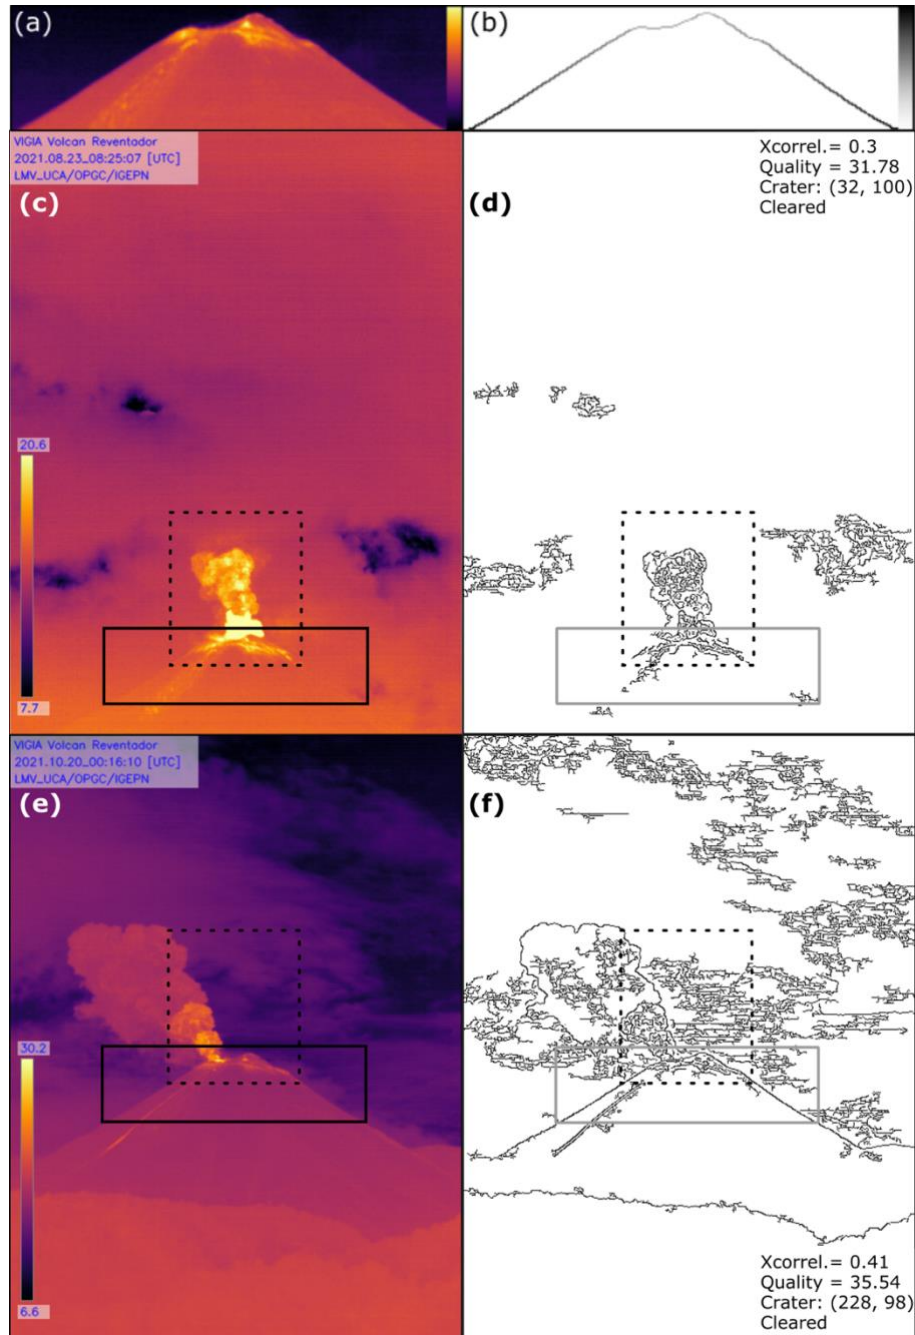 (a)
(b)
VIGIA Volcan Reventador
2021.08.23_08:25:07 [UTC]
LMV_UCA/OPGC/IGEPN
(c)
Xcorrel.= 0.3
Quality = 31.78
Crater: (32, 100)
Cleared
(d)
20.6
7.7
VIGIA Volcan Reventador
2021.10.20_00:16:10 [UTC]
LMV_UCA/OPGC/IGEPN
(e)
(f)
30.2
6.6
Xcorrel.= 0.41
Quality = 35.54
Crater: (228, 98)
Cleared